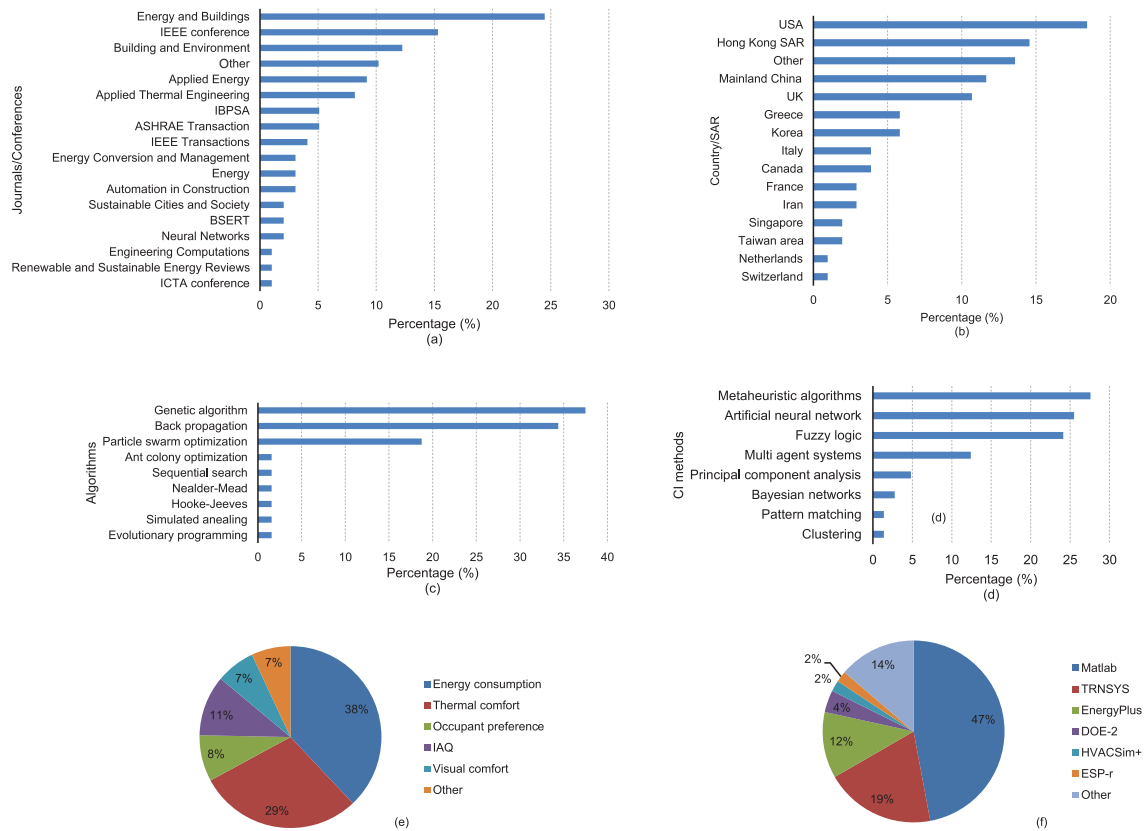 Journals/Conferences
Energy and Buildings
IEEE conference
Building and Environment
Other
Applied Energy
Applied Thermal Engineering
IBPSA
ASHRAE Transaction
IEEE Transactions
Energy Conversion and Management
Energy
Automation in Construction
Sustainable Cities and Society
BSERT
Neural Networks
Engineering Computations
Renewable and Sustainable Energy Reviews
ICTA conference
0 5 10 15 20 25 30
Percentage (%)
(a)
Country/SAR
USA
Hong Kong SAR
Other
Mainland China
UK
Greece
Korea
Italy
Canada
France
Iran
Singapore
Taiwan area
Netherlands
Switzerland
0 5 10 15 20
Percentage (%)
(b)
Algorithms
Genetic algorithm
Back propagation
Particle swarm optimization
Ant colony optimization
Sequential search
Nealder-Mead
Hooke-Jeeves
Simulated anealing
Evolutionary programming
0 5 10 15 20 25 30 35 40
Percentage (%)
(c)
CI methods
Metaheuristic algorithms
Artificial neural network
Fuzzy logic
Multi agent systems
Principal component analysis
Bayesian networks
Pattern matching
(d)
Clustering
0 5 10 15 20 25 30
Percentage (%)
(d)
7%
7%
38%
11%
8%
29%
Energy consumption
Thermal comfort
Occupant preference
IAQ
Visual comfort
Other
(e)
2%
14%
2%
4%
47%
12%
19%
Matlab
TRNSYS
EnergyPlus
DOE-2
HVACSim+
ESP-r
Other
(f)